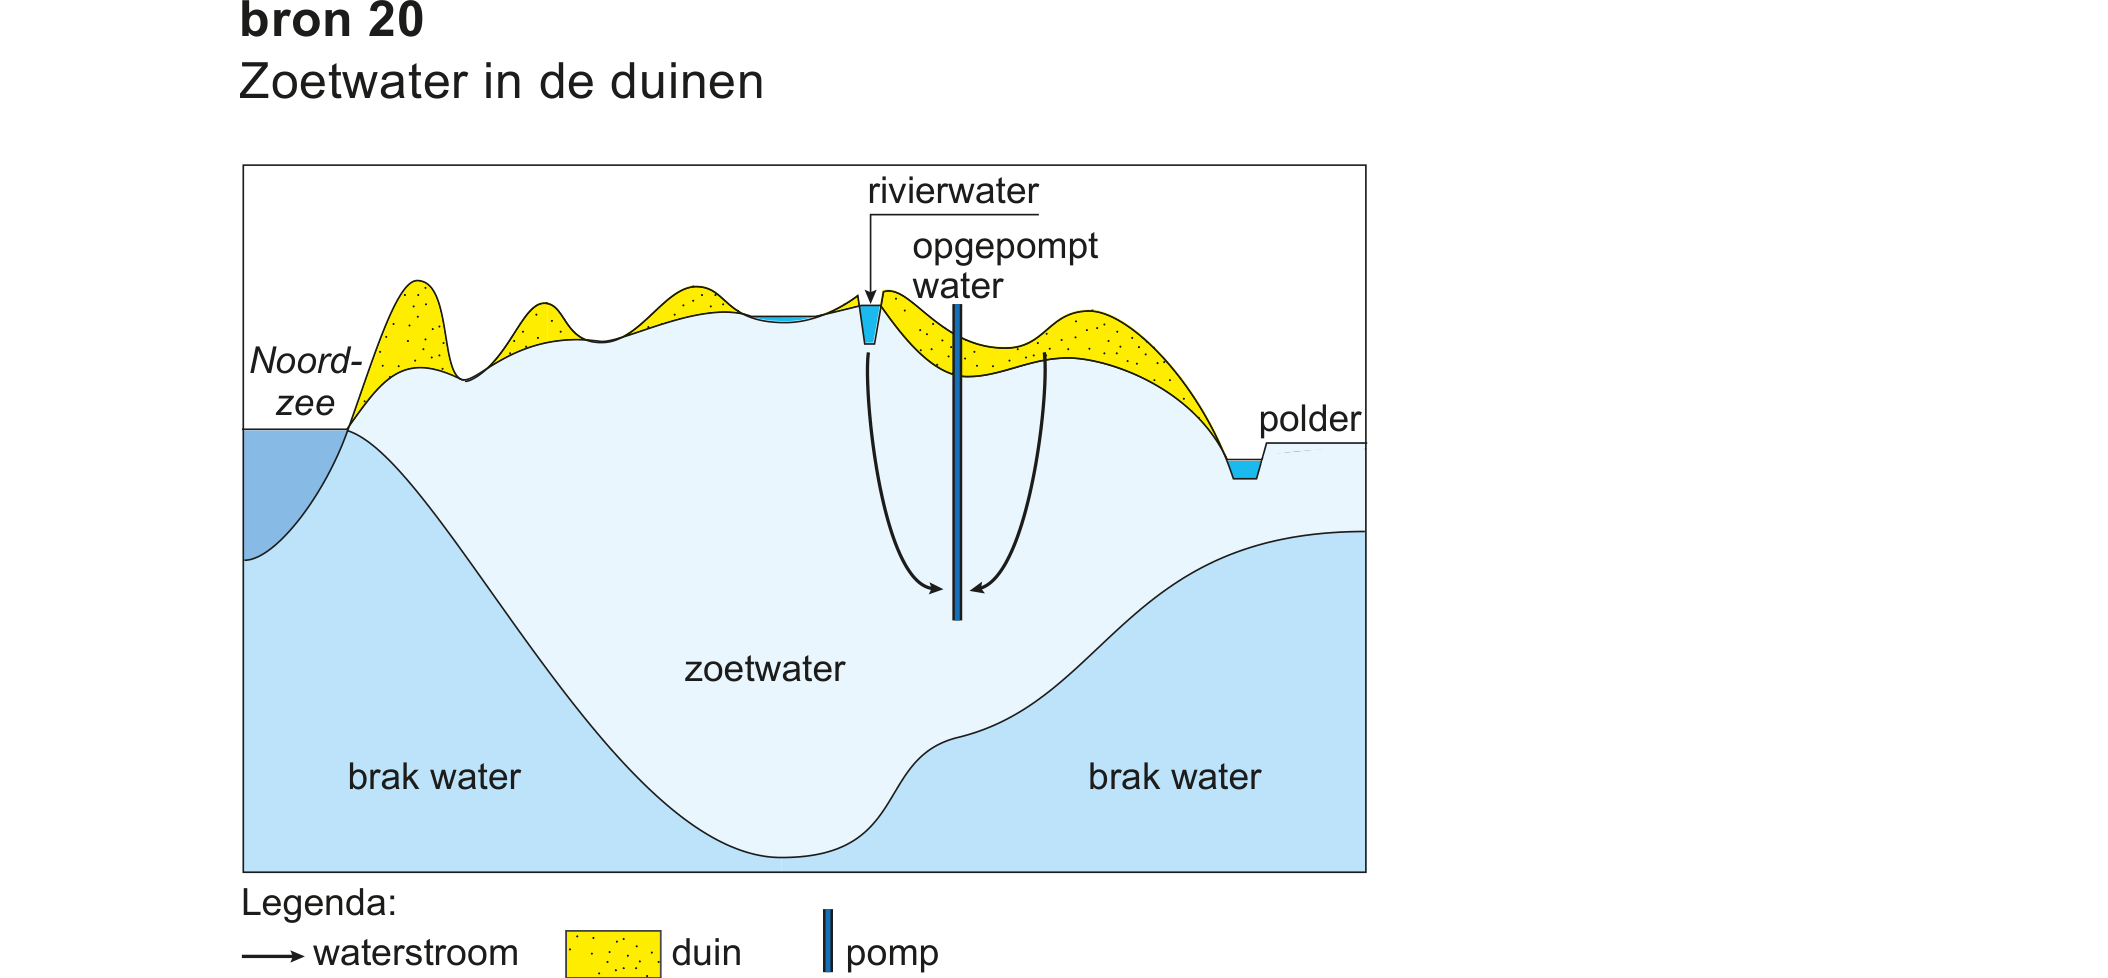 bron 20
Zoetwater in de duinen
rivierwater
opgepompt
water
Noord-
zee
polder
zoetwater
brak water
brak water
Legenda:
waterstroom
duin
pomp